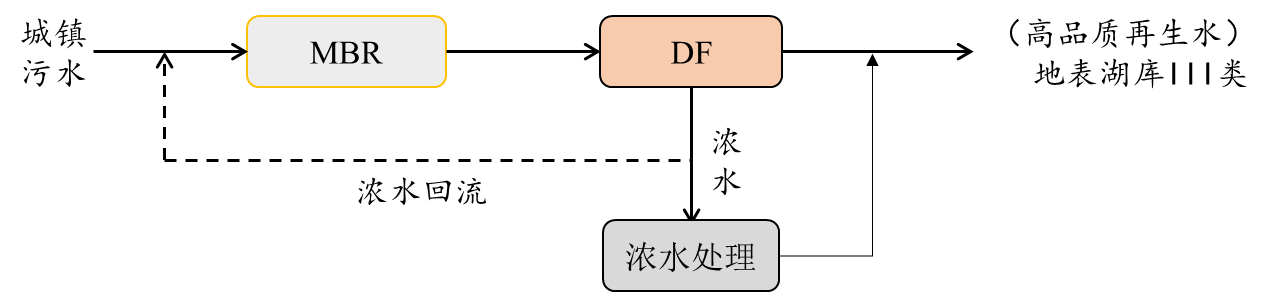 城镇
污水
MBR
DF
（高品质再生水）
地表湖库III类
浓
水
浓水回流
浓水处理